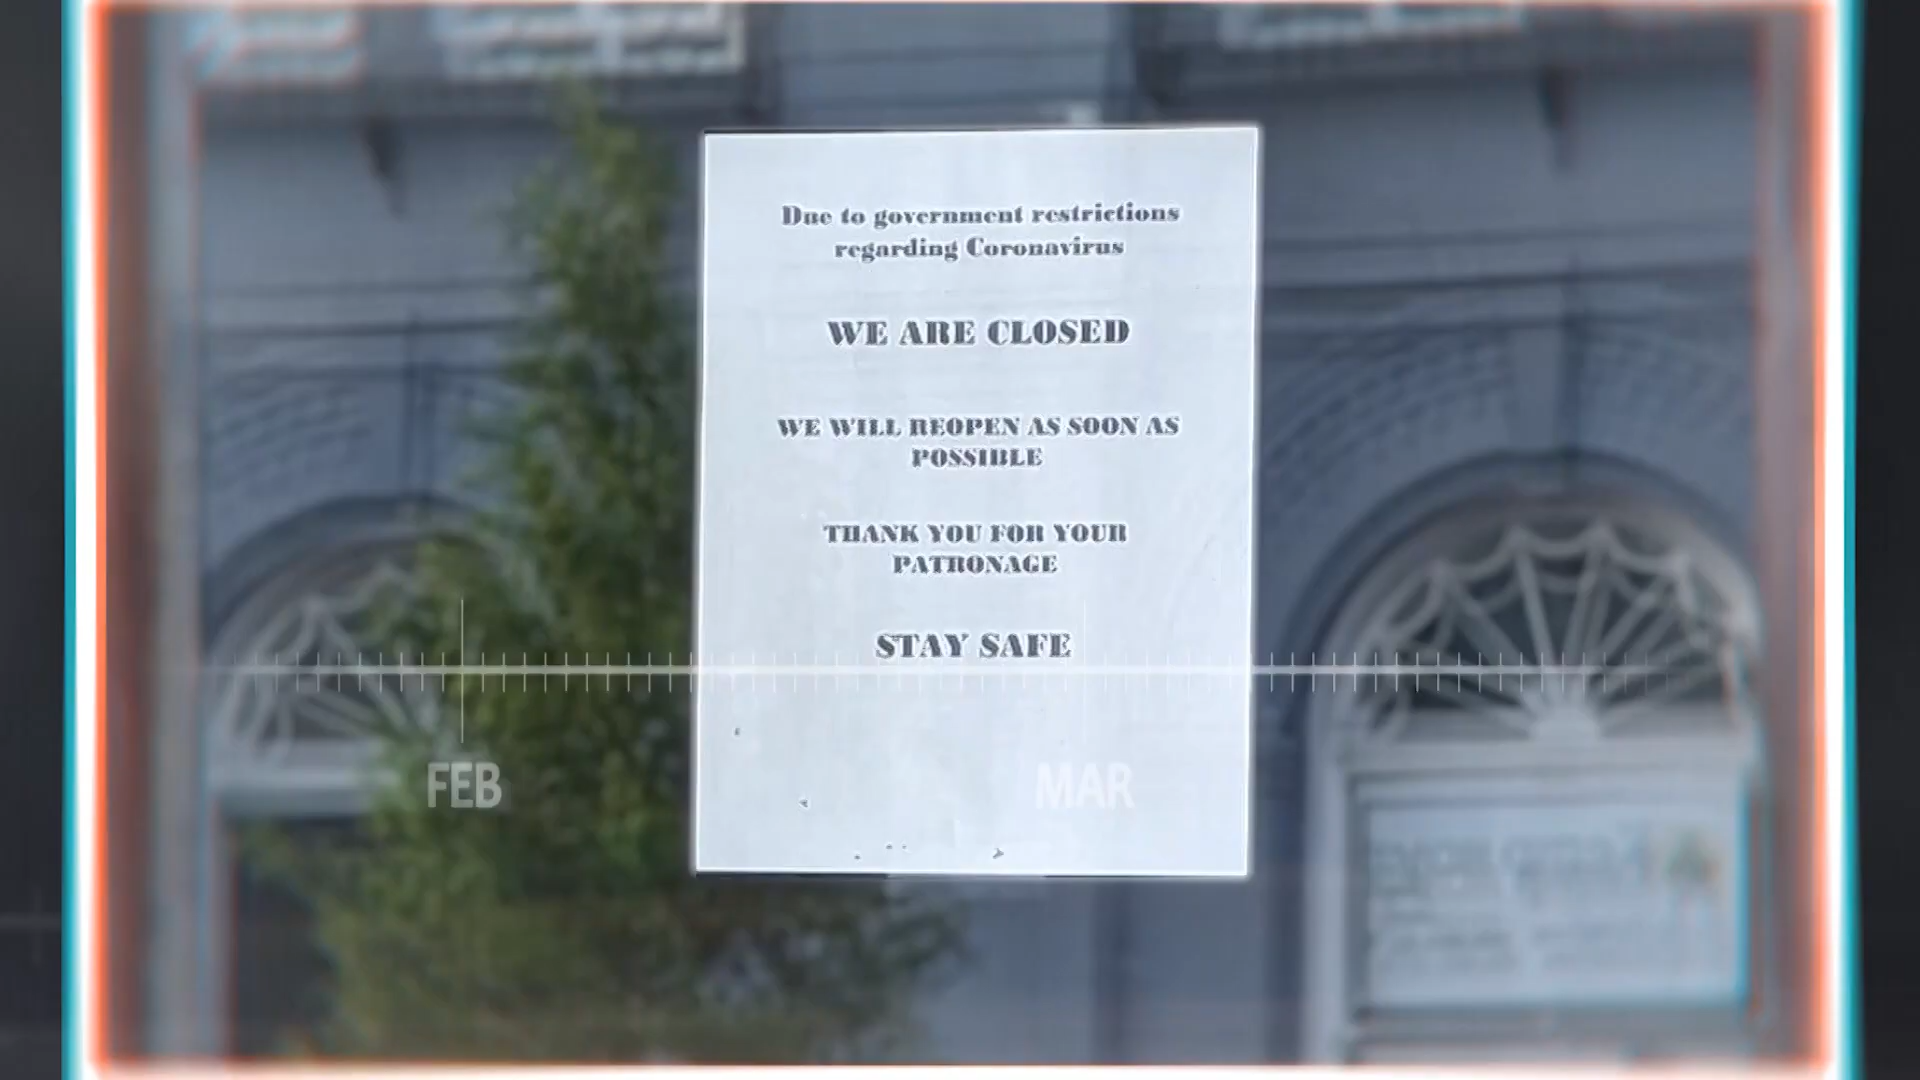 Due to government restrictions
regarding Coronavirus
WE ARE CLOSED
WE WILL REOPEN AS SOON AS
POSSIBLE
THANK YOU FOR YOUR
PATRONAGE
STAY SAFE
FEB
MAR